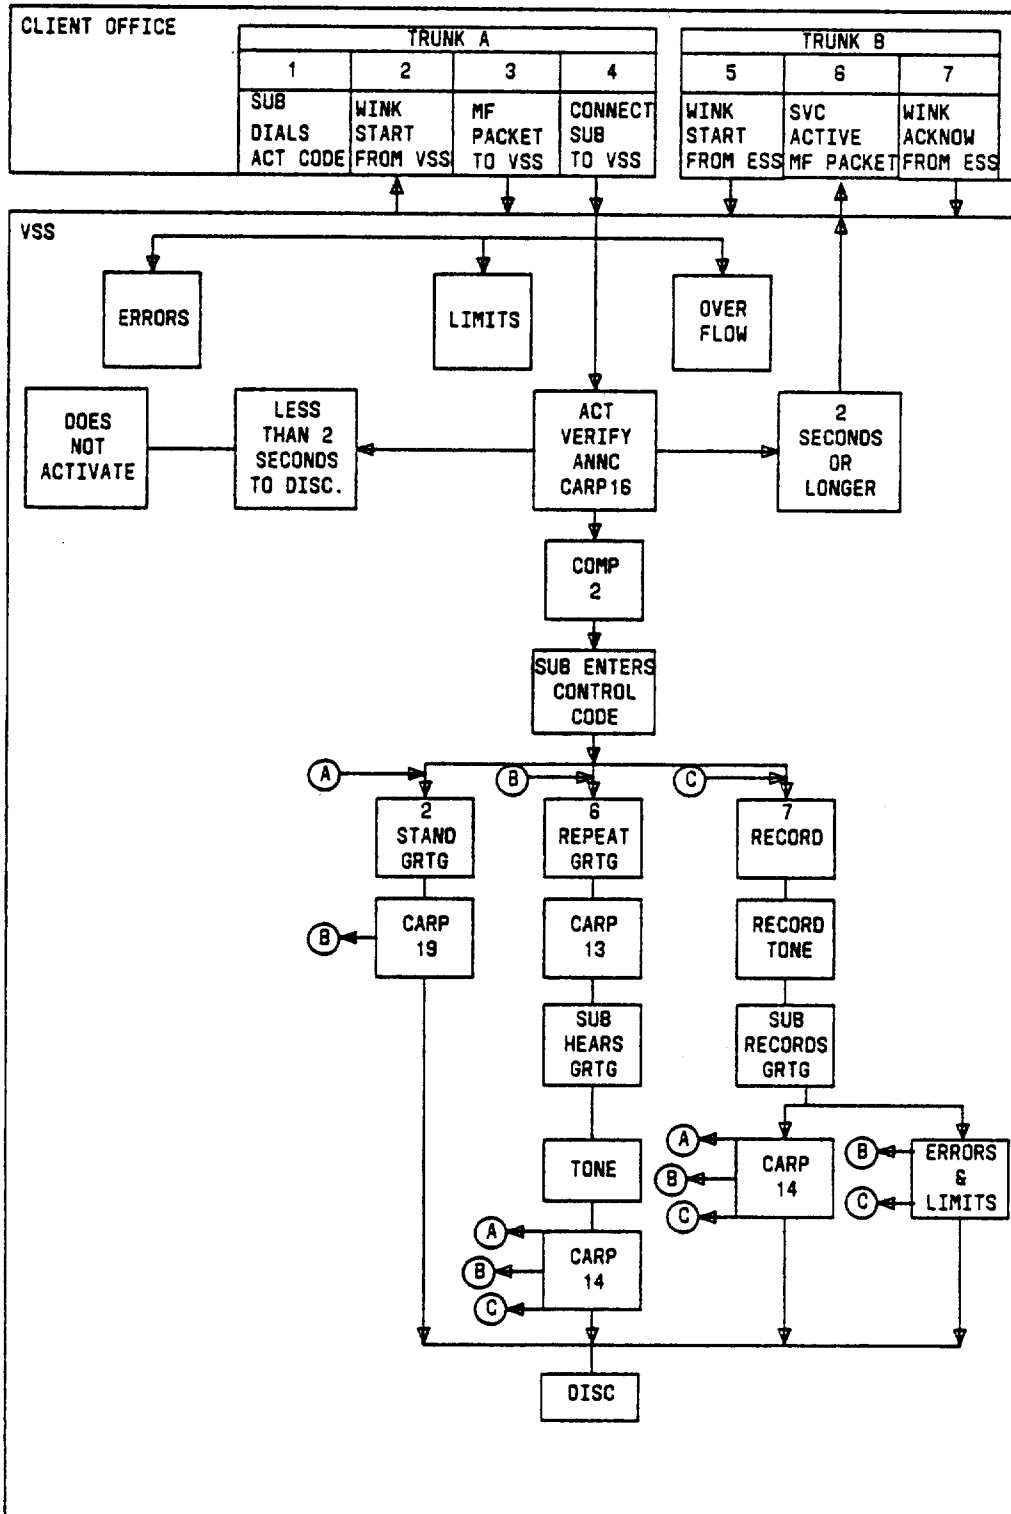 CLIENT OFFICE
TRUNK A
1
2
3
4
SUB
DIALS
ACT CODE
WINK
START
FROM VSS
MF
PACKET
TO VSS
CONNECT
SUB
TO VSS
TRUNK B
5
6
7
WINK
START
FROM ESS
SVC
ACTIVE
MF PACKET
WINK
ACKNOW
FROM ESS
VSS
ERRORS
LIMITS
OVER
FLOW
DOES
NOT
ACTIVATE
LESS
THAN 2
SECONDS
TO DISC.
ACT
VERIFY
ANNC
CARP16
2
SECONDS
OR
LONGER
COMP
2
SUB ENTERS
CONTROL
CODE
A
B
C
2
STAND
GRTG
6
REPEAT
GRTG
7
RECORD
B
CARP
19
CARP
13
RECORD
TONE
SUB
HEARS
GRTG
SUB
RECORDS
GRTG
TONE
A
B
C
CARP
14
B
C
ERRORS
&
LIMITS
A
B
C
CARP
14
DISC